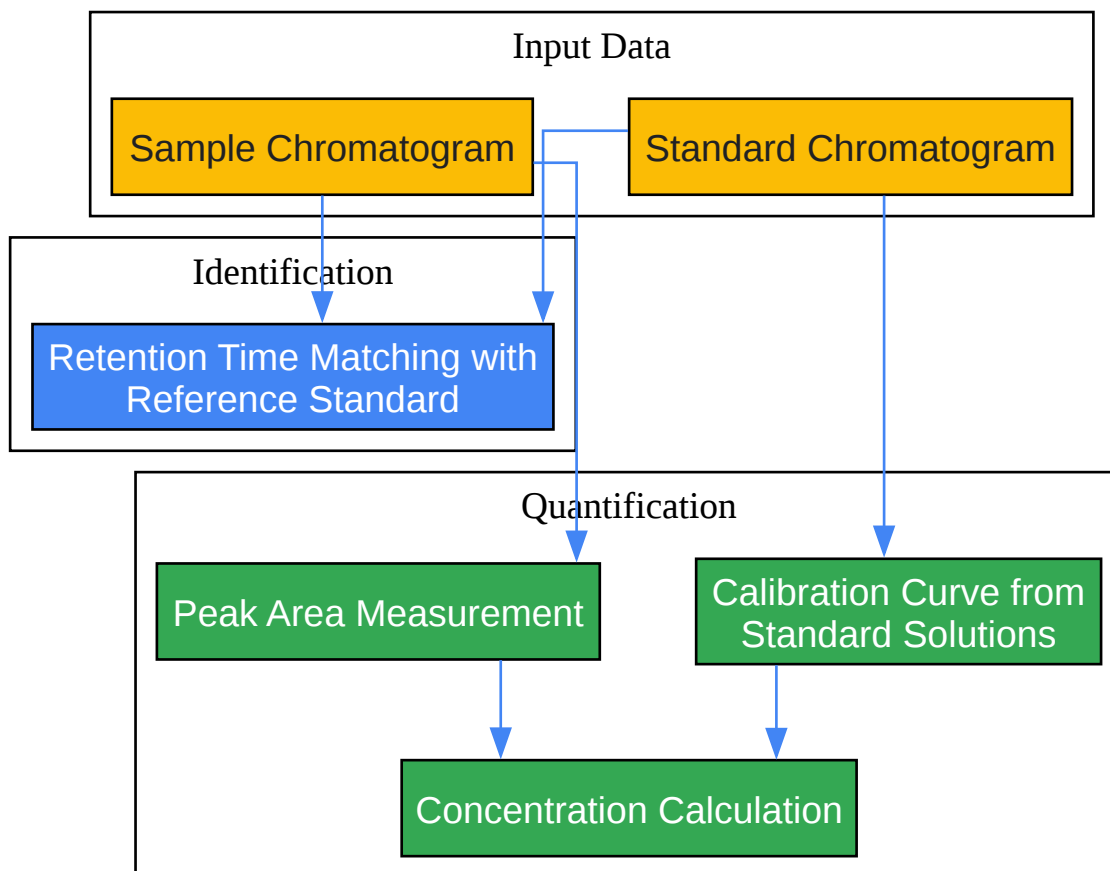 Input Data
Sample Chromatogram
Standard Chromatogram
Identification
Retention Time Matching with
Reference Standard
Quantification
Peak Area Measurement
Calibration Curve from
Standard Solutions
Concentration Calculation